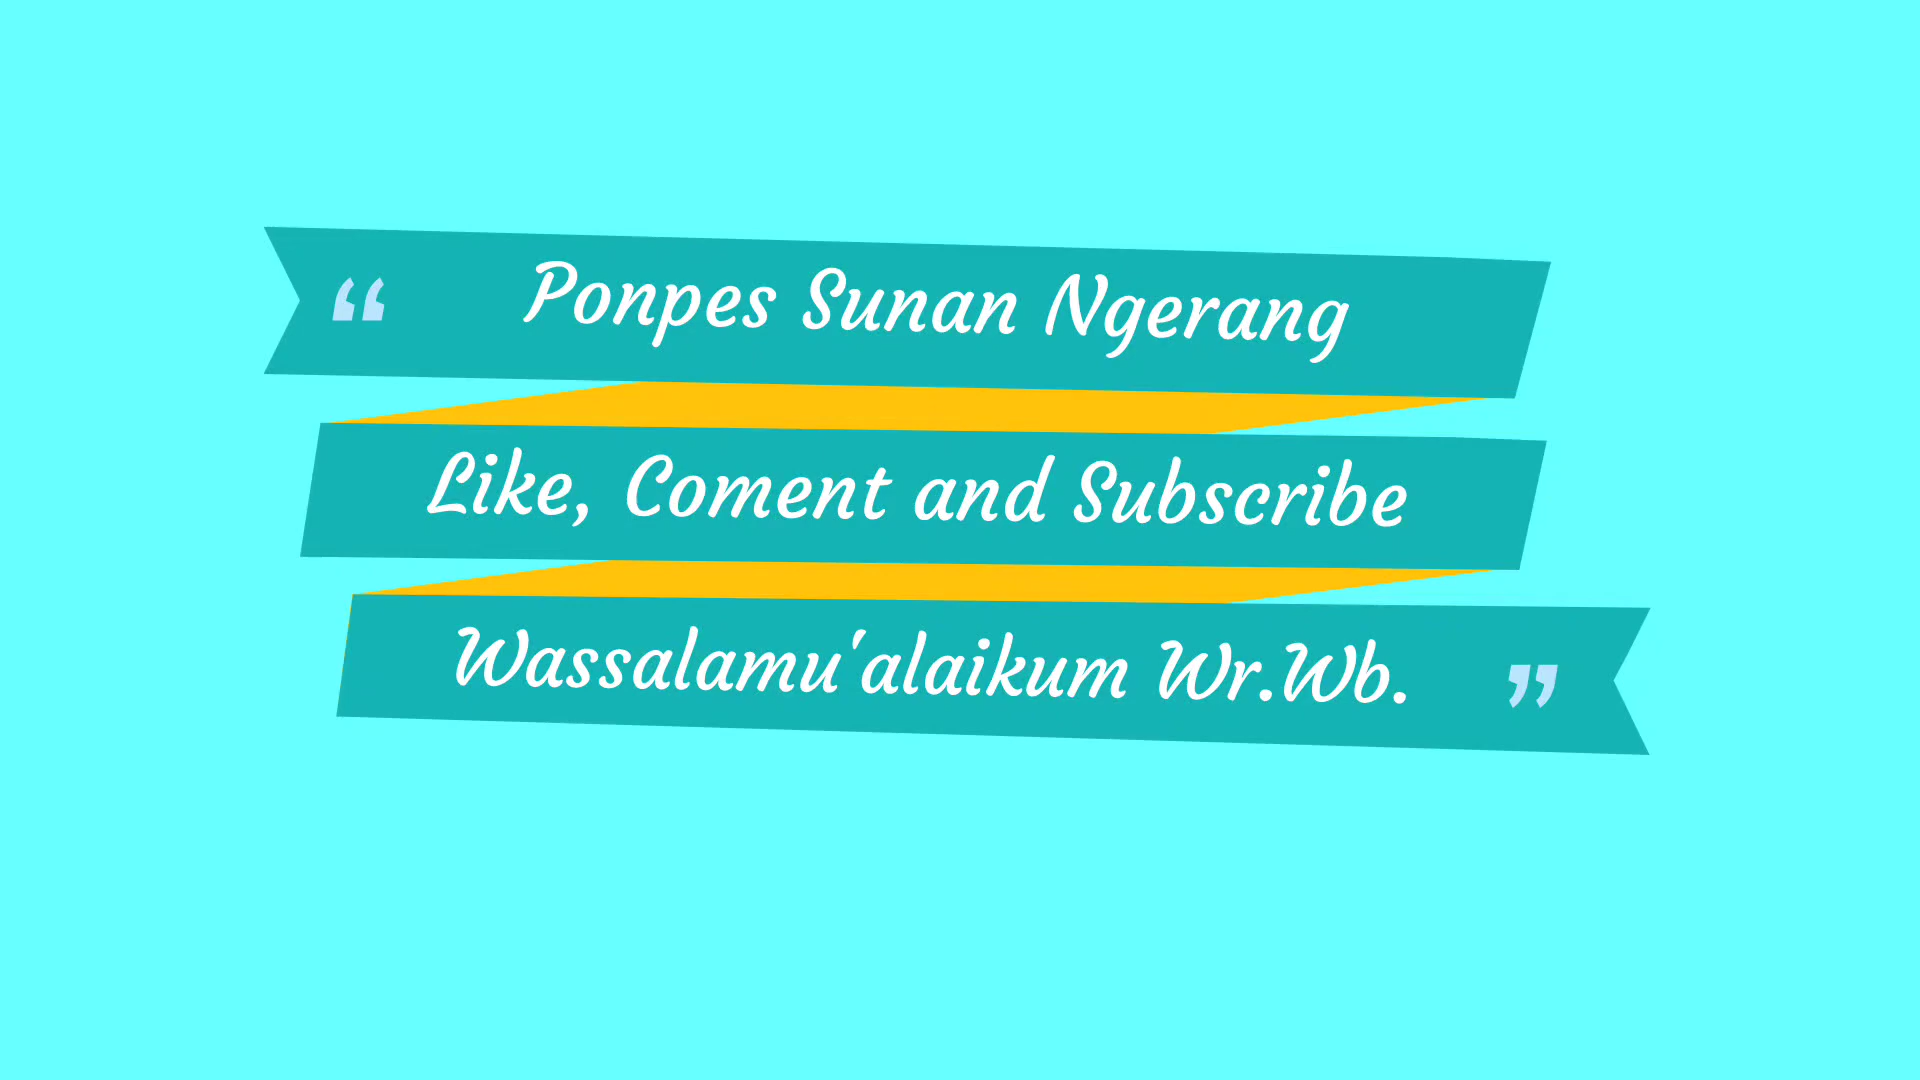 “ Ponpes Sunan Ngerang
Like, Coment and Subscribe
Wassalamu'alaikum Wr.Wb. ”